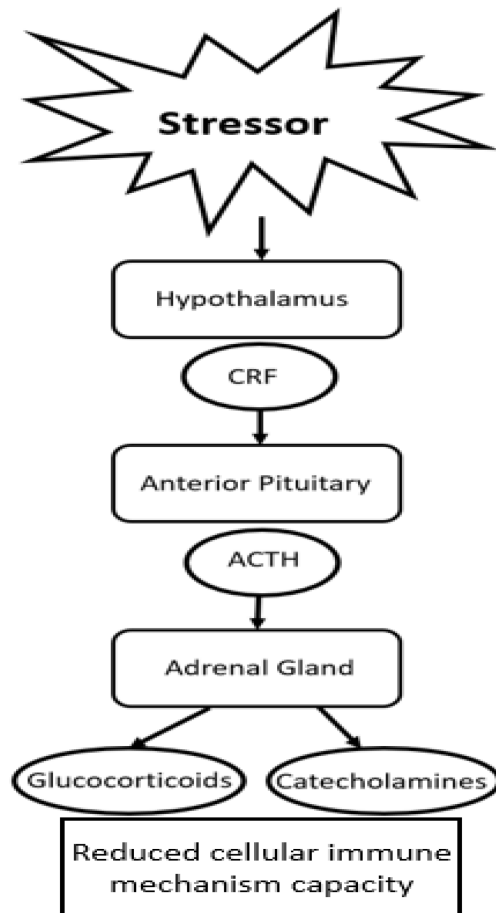 Stressor
Hypothalamus
CRF
Anterior Pituitary
ACTH
Adrenal Gland
Glucocorticoids
Catecholamines
Reduced cellular immune
mechanism capacity